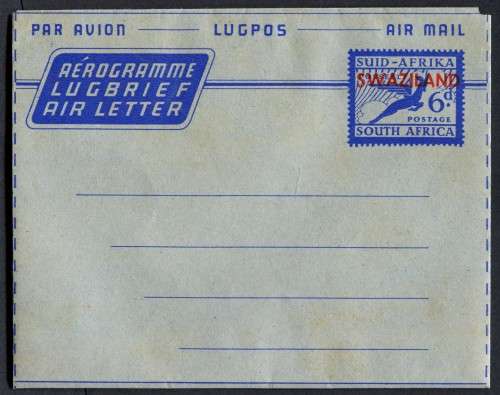 PAR AVION LUGPOS AIR MAIL
AÉROGRAMME
LUGBRIEF
AIR LETTER
SUID-AFRIKA
SWAZILAND
6d
POSTAGE
SOUTH AFRICA